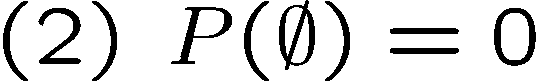 (2) P(∅) = 0